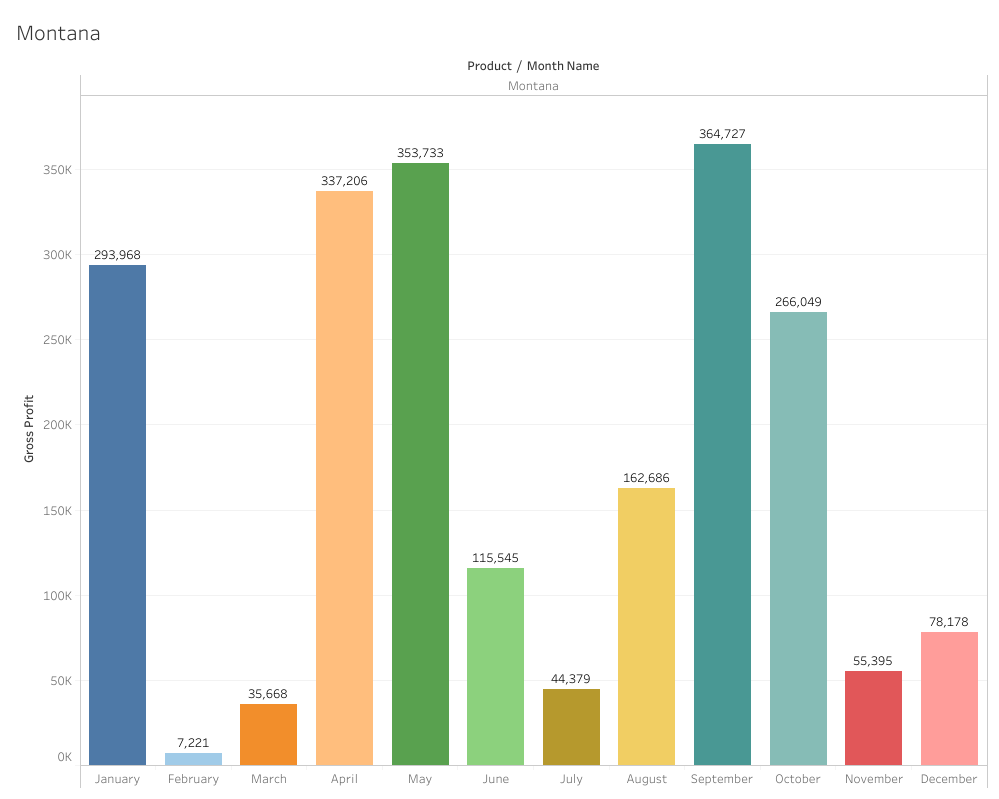 Montana
Product / Month Name
Montana
Gross Profit
350K
300K
250K
200K
150K
100K
50K
0K
293,968
7,221
35,668
337,206
353,733
115,545
44,379
162,686
364,727
266,049
55,395
78,178
January February March April May June July August September October November December